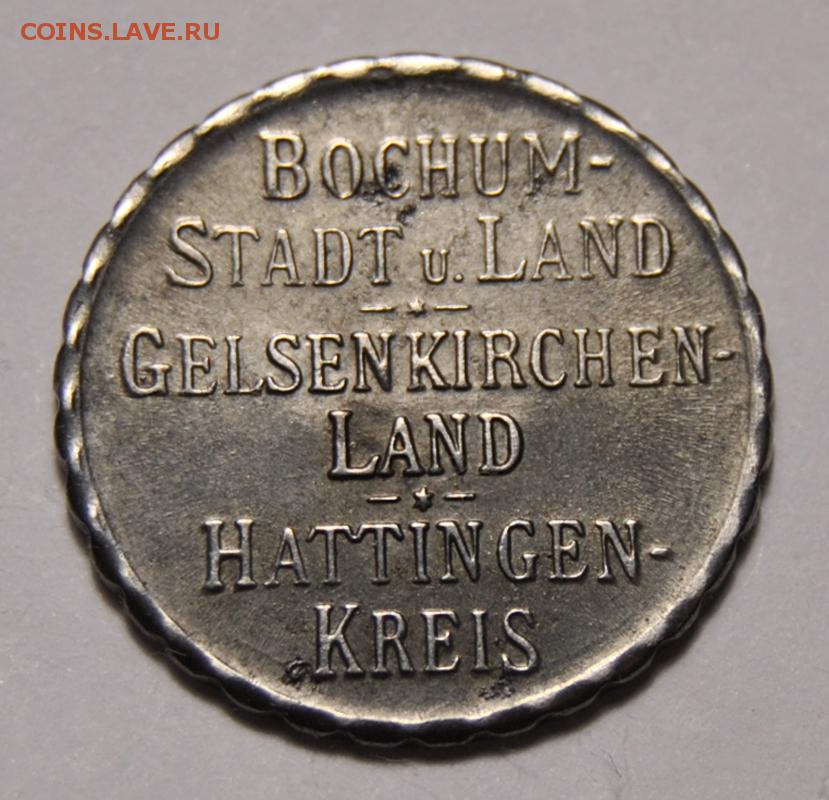 COINS.LAVE.RU
BOCHUM-
STADT U. LAND
GELSENKIRCHEN-
LAND
HATTINGEN-
KREIS